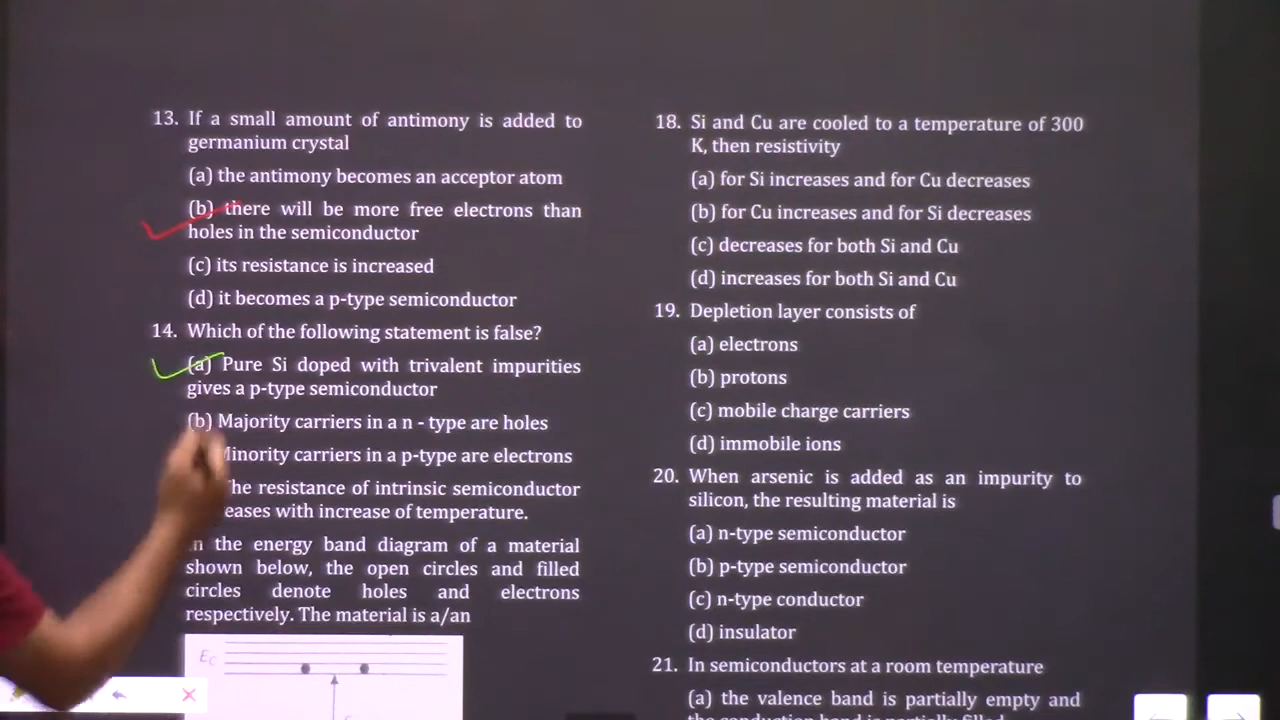 13. If a small amount of antimony is added to
germanium crystal
(a) the antimony becomes an acceptor atom
(b) there will be more free electrons than
holes in the semiconductor
(c) its resistance is increased
(d) it becomes a p-type semiconductor
14. Which of the following statement is false?
(a) Pure Si doped with trivalent impurities
gives a p-type semiconductor
(b) Majority carriers in a n - type are holes
Minority carriers in a p-type are electrons
The resistance of intrinsic semiconductor
with increase of temperature.
In the energy band diagram of a material
shown below, the open circles and filled
circles denote holes and electrons
respectively. The material is a/an
EC
18. Si and Cu are cooled to a temperature of 300
K, then resistivity
(a) for Si increases and for Cu decreases
(b) for Cu increases and for Si decreases
(c) decreases for both Si and Cu
(d) increases for both Si and Cu
19. Depletion layer consists of
(a) electrons
(b) protons
(c) mobile charge carriers
(d) immobile ions
20. When arsenic is added as an impurity to
silicon, the resulting material is
(a) n-type semiconductor
(b) p-type semiconductor
(c) n-type conductor
(d) insulator
21. In semiconductors at a room temperature
(a) the valence band is partially empty and
the conduction band is partially filled